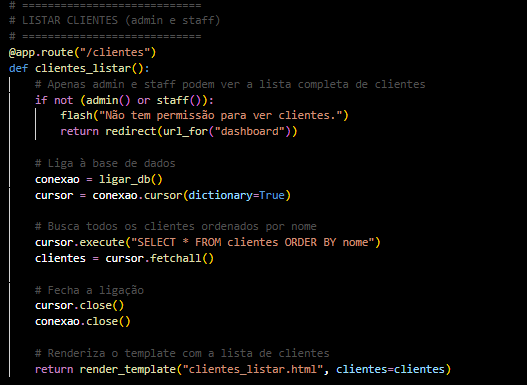 # ============================
# LISTAR CLIENTES (admin e staff)
# ============================
@app.route("/clientes")
def clientes_listar():
    # Apenas admin e staff podem ver a lista completa de clientes
    if not (admin() or staff()):
        flash("Não tem permissão para ver clientes.")
        return redirect(url_for("dashboard"))

    # Liga à base de dados
    conexao = ligar_db()
    cursor = conexao.cursor(dictionary=True)

    # Busca todos os clientes ordenados por nome
    cursor.execute("SELECT * FROM clientes ORDER BY nome")
    clientes = cursor.fetchall()

    # Fecha a ligação
    cursor.close()
    conexao.close()

    # Renderiza o template com a lista de clientes
    return render_template("clientes_listar.html", clientes=clientes)